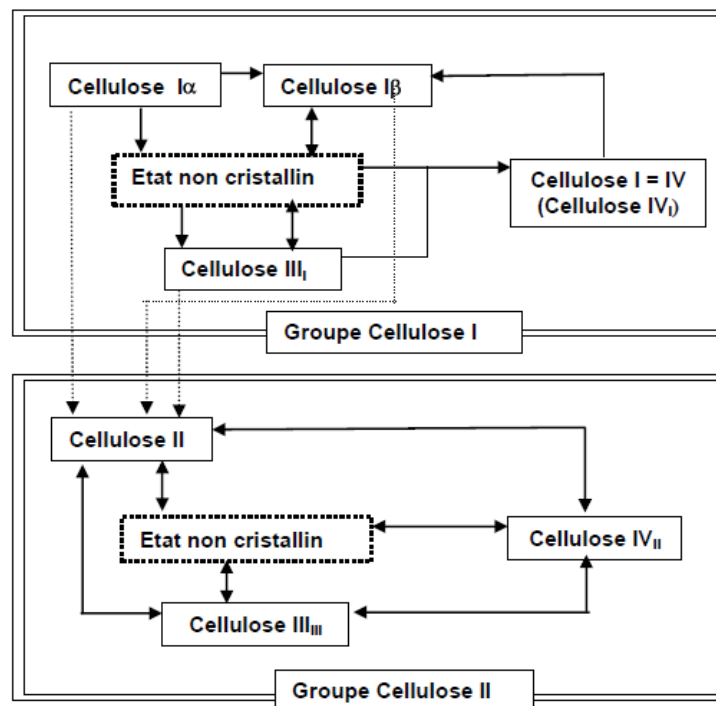 Cellulose Iα
Cellulose Iβ
Etat non cristallin
Cellulose I = IV
(Cellulose IVI)
Cellulose IIII
Groupe Cellulose I
Cellulose II
Etat non cristallin
Cellulose IVII
Cellulose IIIIII
Groupe Cellulose II